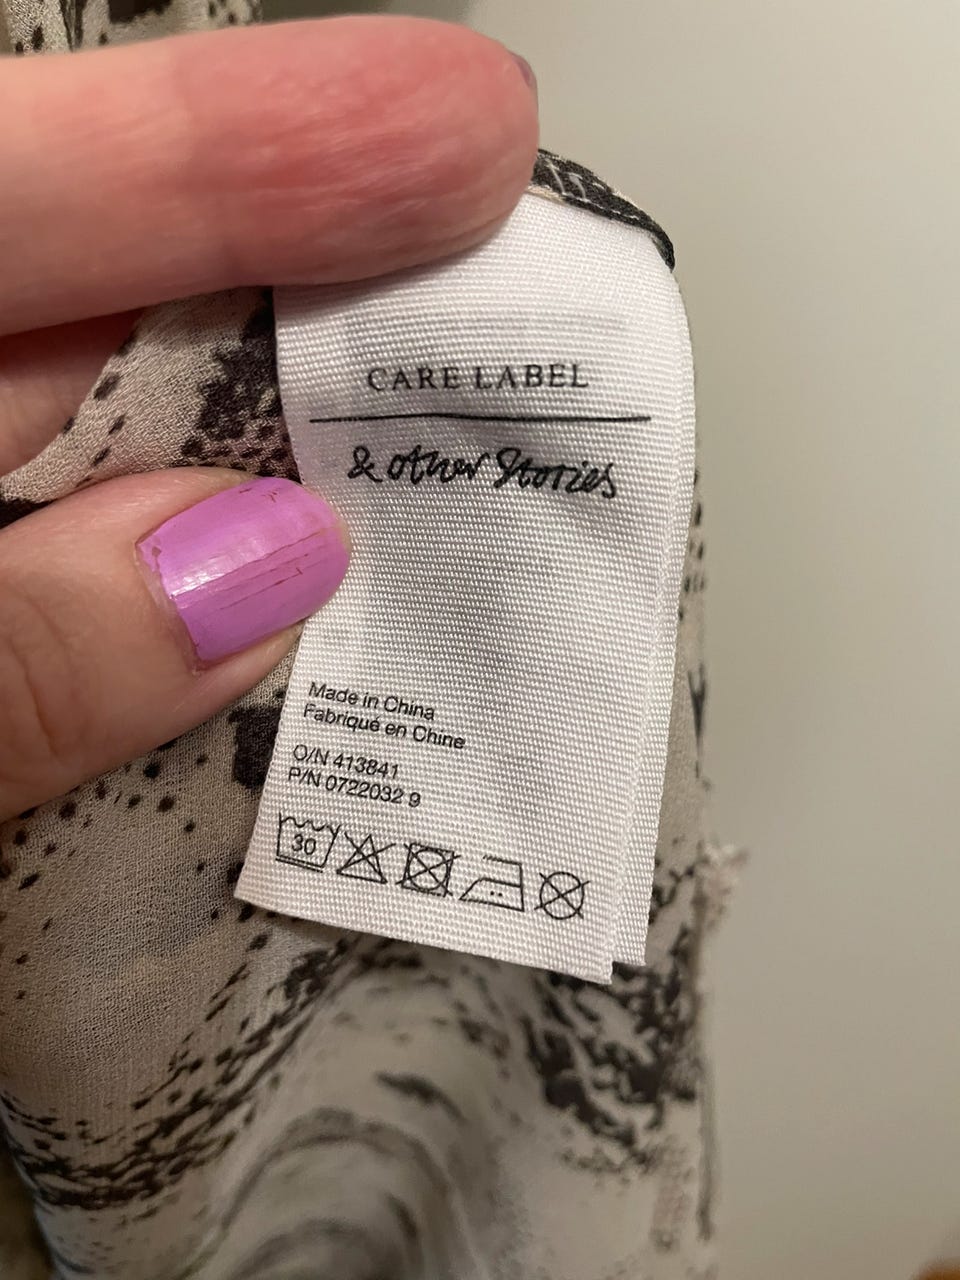 CARE LABEL
& other Stories
Made in China
Fabriqué en Chine
O/N 413841
P/N 0722032 9
30